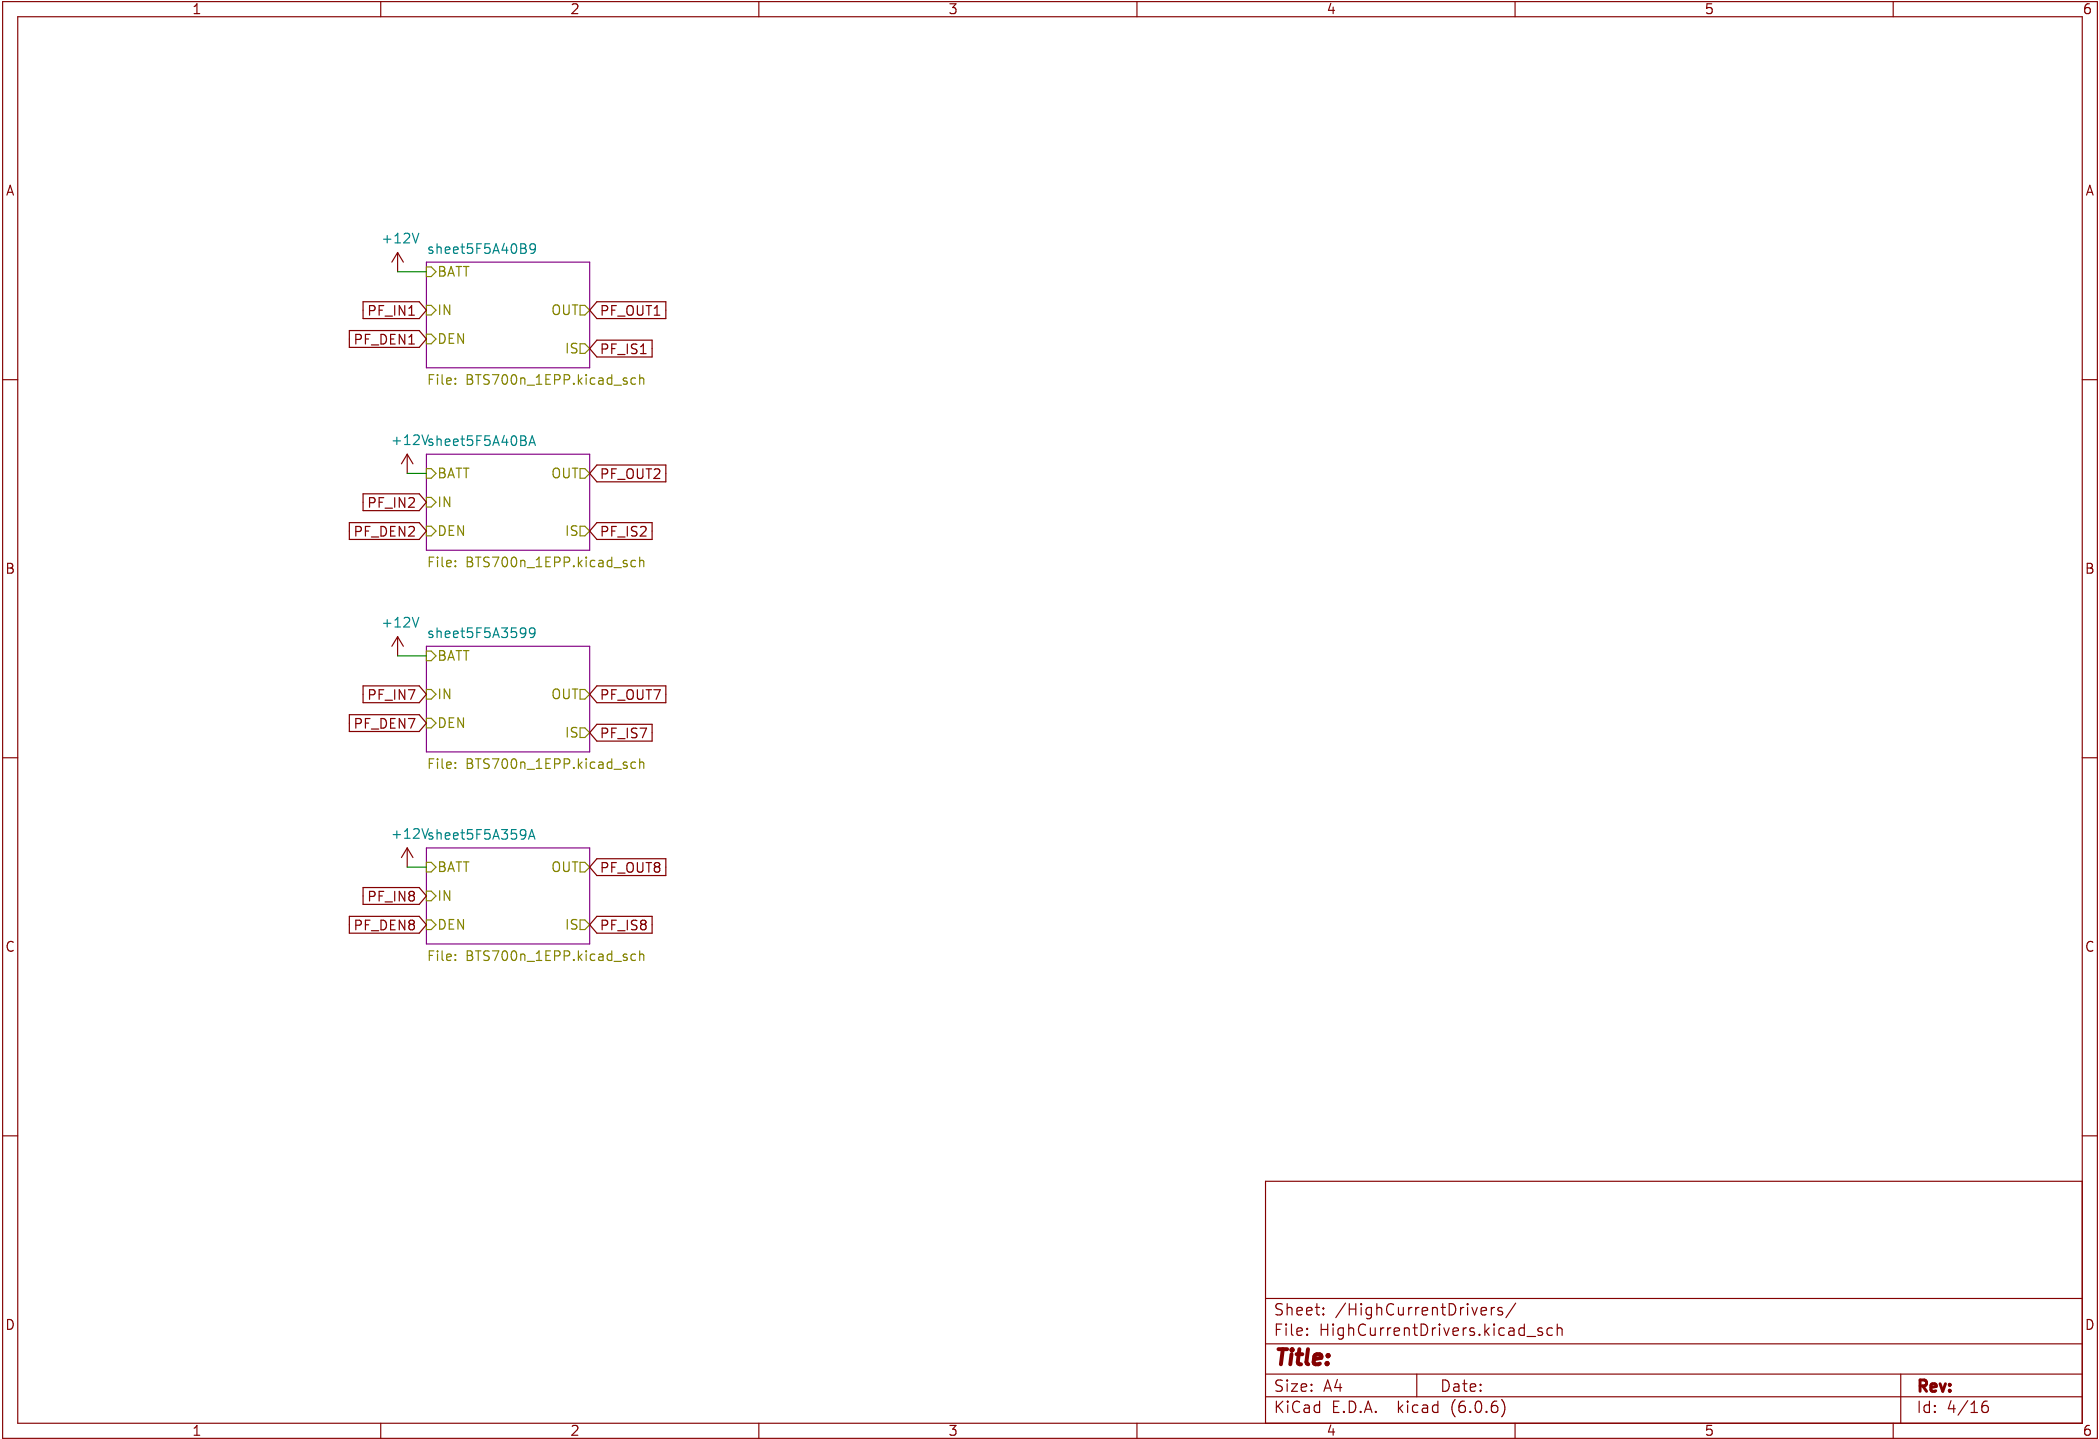 1 2 3 4 5 6
A A
+12V
sheet5F5A40B9
BATT
PF_IN1 IN OUT PF_OUT1
PF_DEN1 DEN
IS PF_IS1
File: BTS700n_1EPP.kicad_sch
+12V
sheet5F5A40BA
BATT OUT PF_OUT2
PF_IN2 IN
PF_DEN2 DEN IS PF_IS2
File: BTS700n_1EPP.kicad_sch
B B
+12V
sheet5F5A3599
BATT
PF_IN7 IN OUT PF_OUT7
PF_DEN7 DEN
IS PF_IS7
File: BTS700n_1EPP.kicad_sch
+12V
sheet5F5A359A
BATT OUT PF_OUT8
PF_IN8 IN
PF_DEN8 DEN IS PF_IS8
C C
File: BTS700n_1EPP.kicad_sch
Sheet: /HighCurrentDrivers/
D D
File: HighCurrentDrivers.kicad_sch
Title:
Size: A4 Date: Rev:
KiCad E.D.A. kicad (6.0.6) Id: 4/16
1 2 3 4 5 6